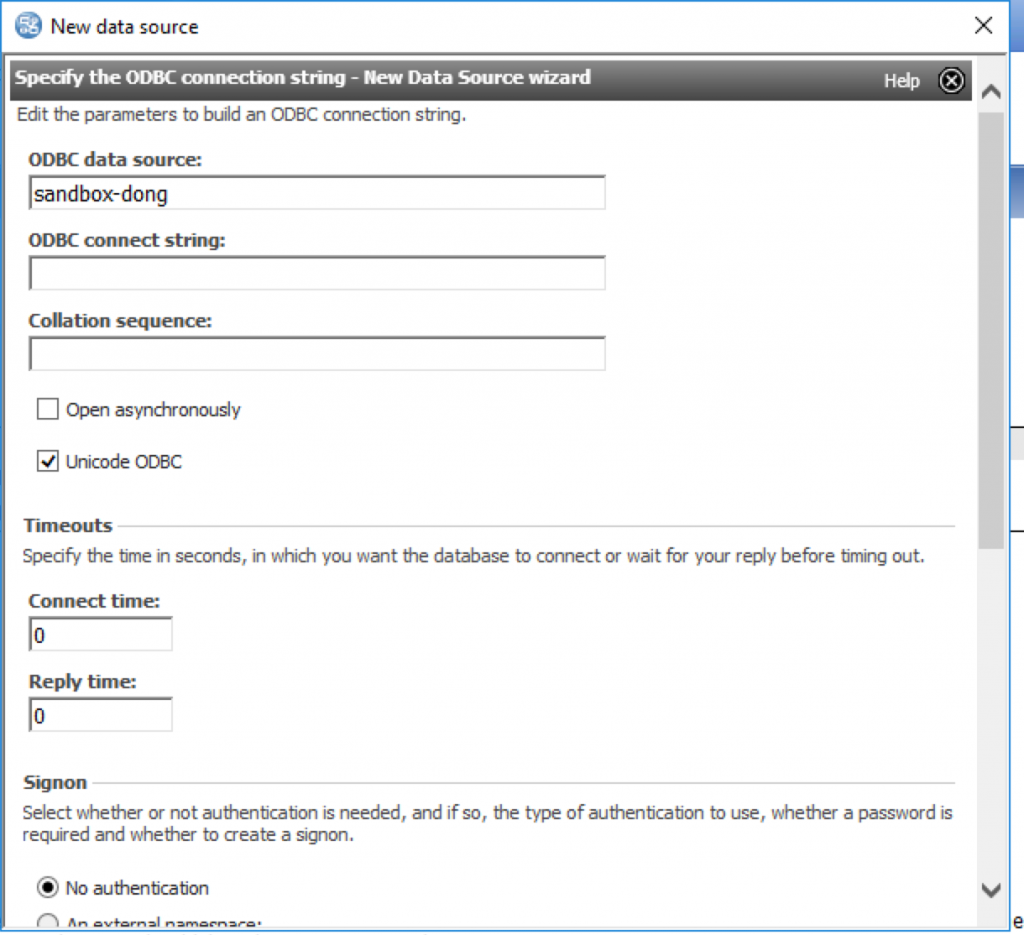 New data source
Specify the ODBC connection string - New Data Source wizard
Help
Edit the parameters to build an ODBC connection string.
ODBC data source:
sandbox-dong
ODBC connect string:
Collation sequence:
Open asynchronously
Unicode ODBC
Timeouts
Specify the time in seconds, in which you want the database to connect or wait for your reply before timing out.
Connect time:
0
Reply time:
0
Signon
Select whether or not authentication is needed, and if so, the type of authentication to use, whether a password is
required and whether to create a signon.
No authentication
An external namespace:
e